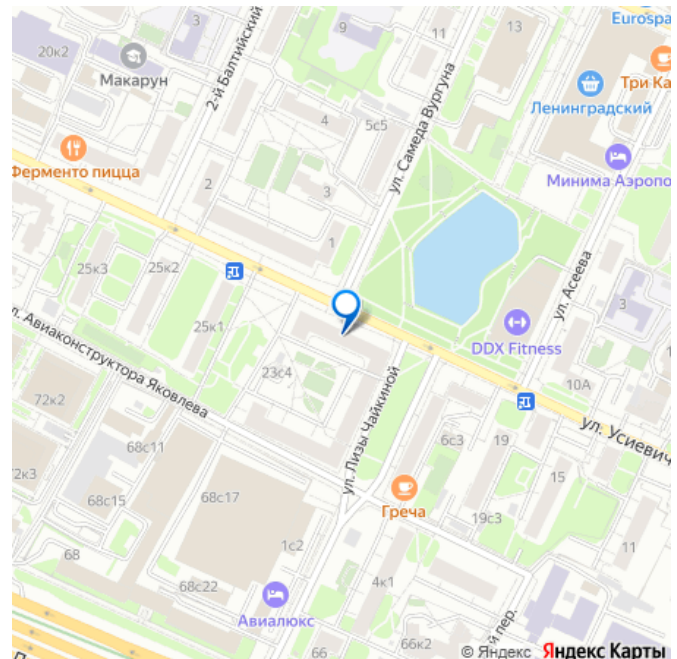 3
20к2
Макарун
2-й Балтийский
9
11
13
Eurospa
Три Ка
Ленинградский
4
5с5
ул. Самеда Вургуна
Минима Аэропо
Ферменто пицца
2
3
1
25к3
25к2
25к1
ул. Асеева
3
DDX Fitness
л. Авиаконструктора Яковлева
23с4
10А
ул. Усиевич
72к2
ул. Лизы Чайкиной
6с3
19
15
68с11
72к3
68с15
68с17
Греча
19с3
11
68
1с2
68с22
4к1
Авиалюкс
й пер.
66
66к2
© Яндекс Яндекс Карты